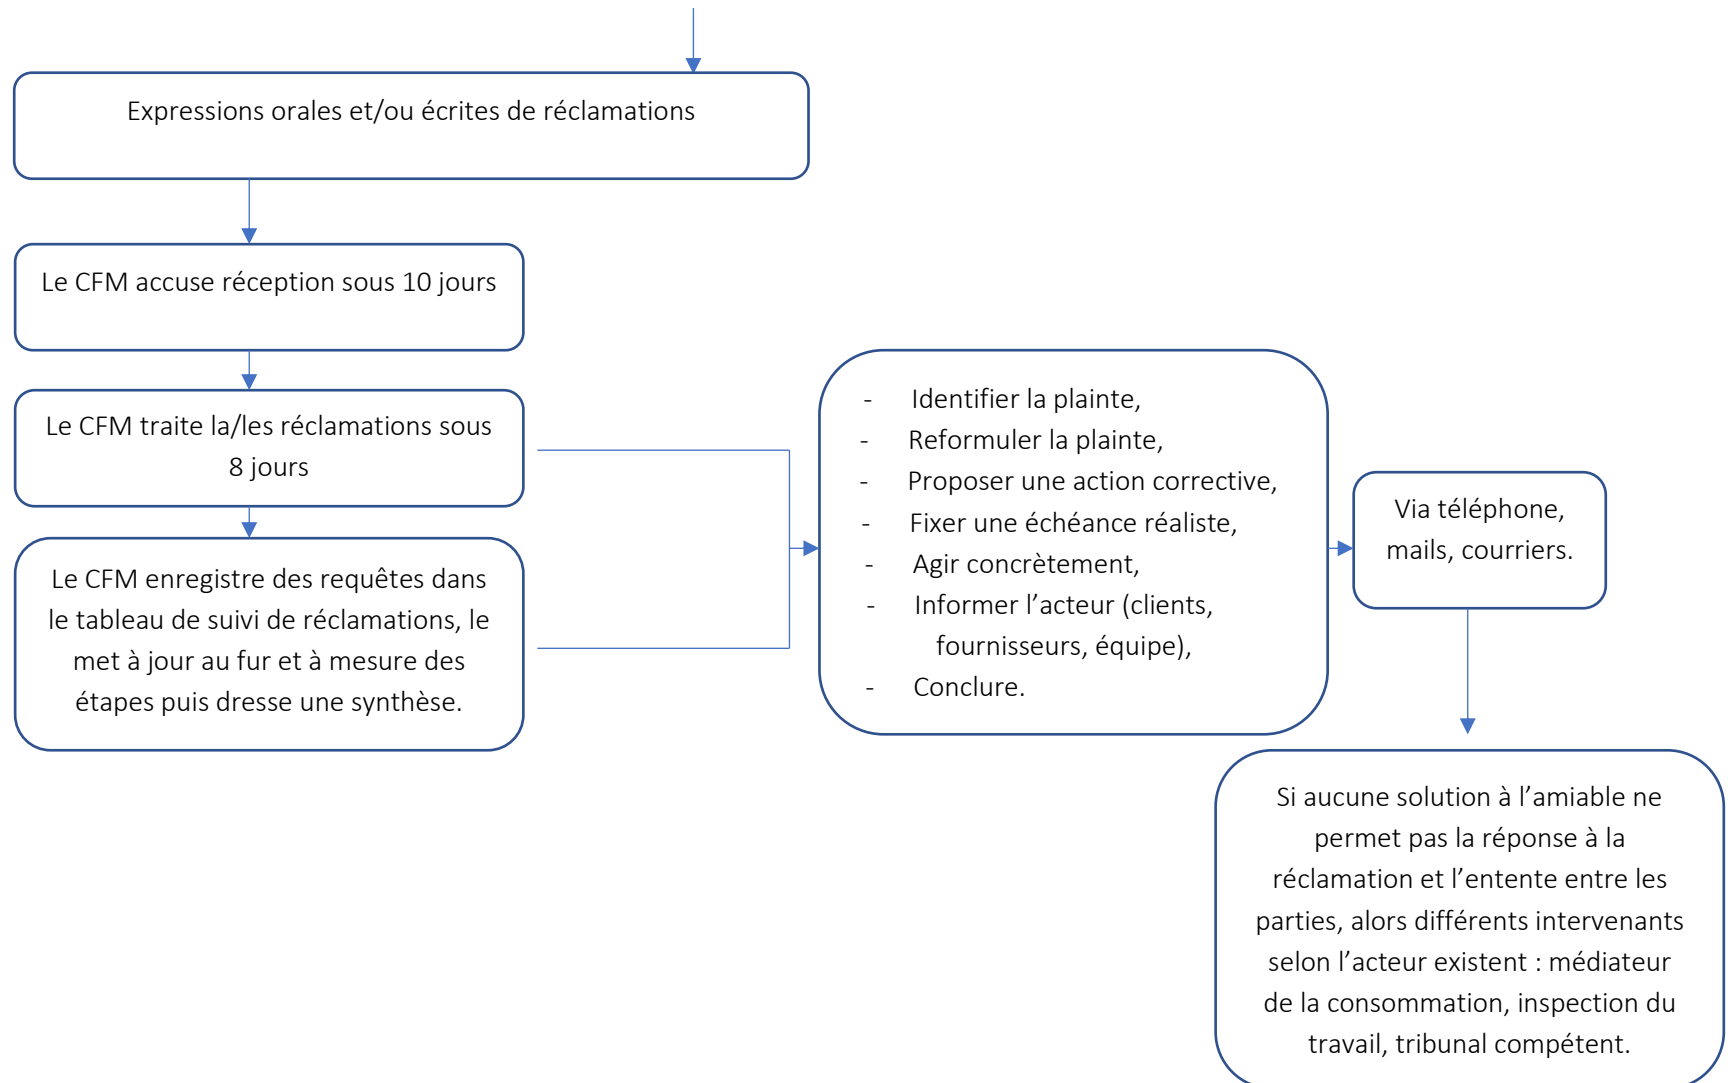 Expressions orales et/ou écrites de réclamations
Le CFM accuse réception sous 10 jours
Le CFM traite la/les réclamations sous
8 jours
Le CFM enregistre des requêtes dans
le tableau de suivi de réclamations, le
met à jour au fur et à mesure des
étapes puis dresse une synthèse.
- Identifier la plainte,
- Reformuler la plainte,
- Proposer une action corrective,
- Fixer une échéance réaliste,
- Agir concrètement,
- Informer l’acteur (clients,
fournisseurs, équipe),
- Conclure.
Via téléphone,
mails, courriers.
Si aucune solution à l’amiable ne
permet pas la réponse à la
réclamation et l’entente entre les
parties, alors différents intervenants
selon l’acteur existent : médiateur
de la consommation, inspection du
travail, tribunal compétent.